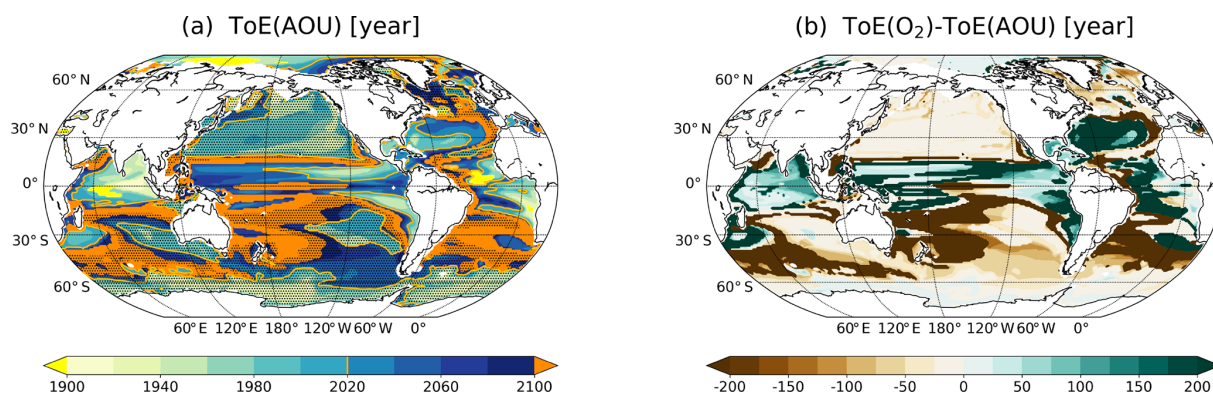 (a) ToE(AOU) [year]
60°N
30°N
0°
30°S
60°S
60°E 120°E 180° 120°W 60°W 0°
1900 1940 1980 2020 2060 2100
(b) ToE(O₂)-ToE(AOU) [year]
60°N
30°N
0°
30°S
60°S
60°E 120°E 180° 120°W 60°W 0°
-200 -150 -100 -50 0 50 100 150 200